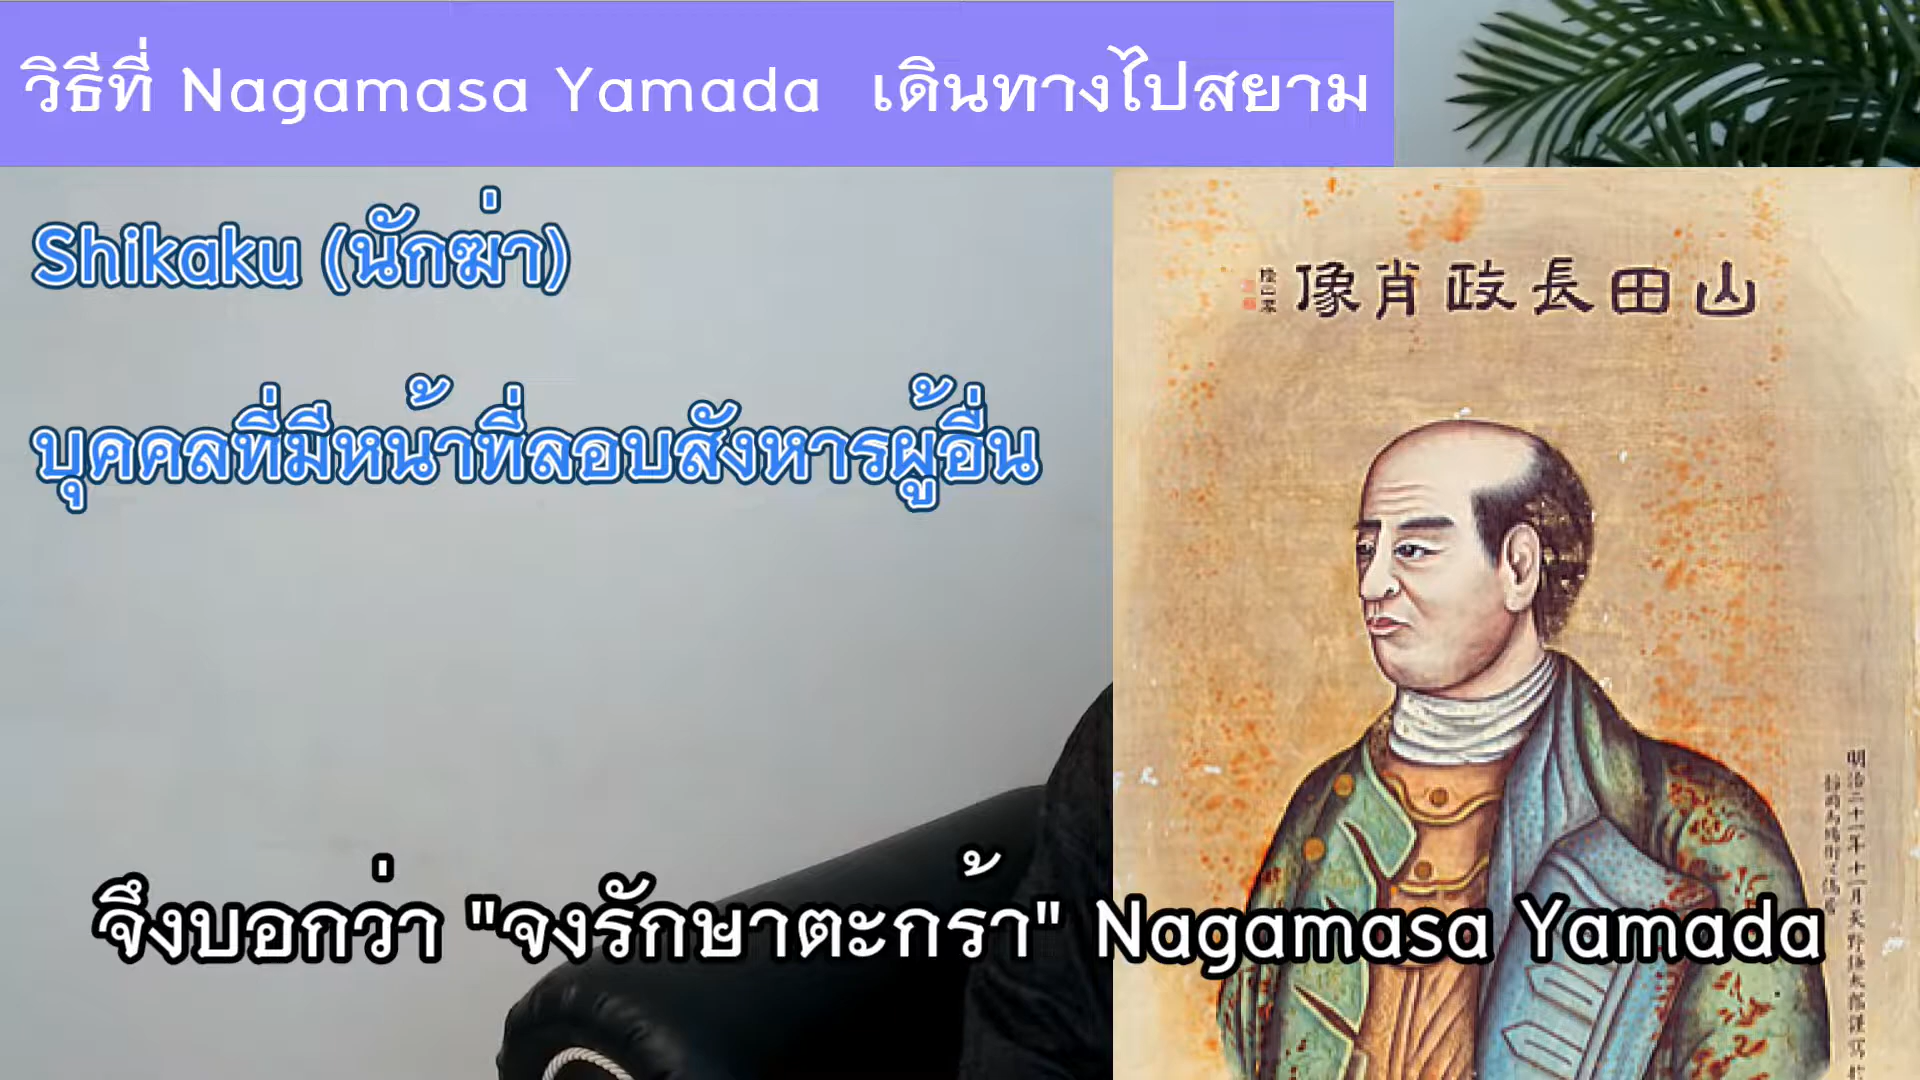 วิธีที่ Nagamasa Yamada เดินทางไปสยาม
Shikaku (นักฆ่า)
บุคคลที่มีหน้าที่ลอบสังหารผู้อื่น
山田長政肖像
จึงบอกว่า "จงรักษาตะกร้า" Nagamasa Yamada